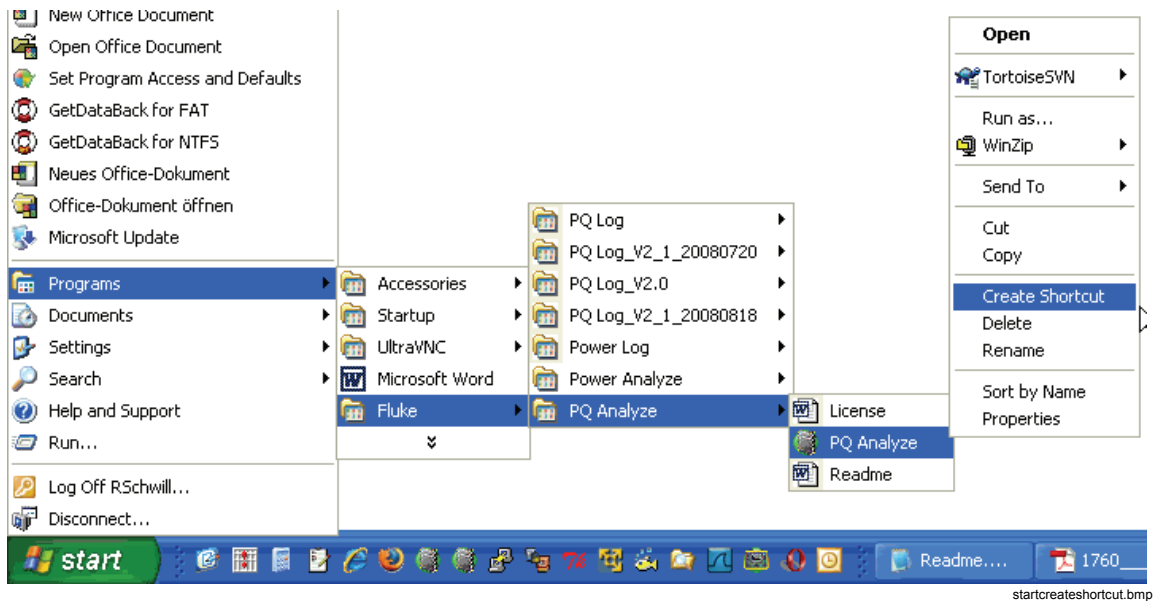 New Office Document
Open Office Document
Set Program Access and Defaults
GetDataBack for FAT
GetDataBack for NTFS
Neues Office-Dokument
Office-Dokument öffnen
Microsoft Update
Programs
Documents
Settings
Search
Help and Support
Run...
Log Off RSchwill...
Disconnect...
Accessories
Startup
UltraVNC
Microsoft Word
Fluke
PQ Log
PQ Log_V2_1_20080720
PQ Log_V2.0
PQ Log_V2_1_20080818
Power Log
Power Analyze
PQ Analyze
License
PQ Analyze
Readme
Open
TortoiseSVN
Run as...
WinZip
Send To
Cut
Copy
Create Shortcut
Delete
Rename
Sort by Name
Properties
start
Readme....
1760___
startcreateshortcut.bmp